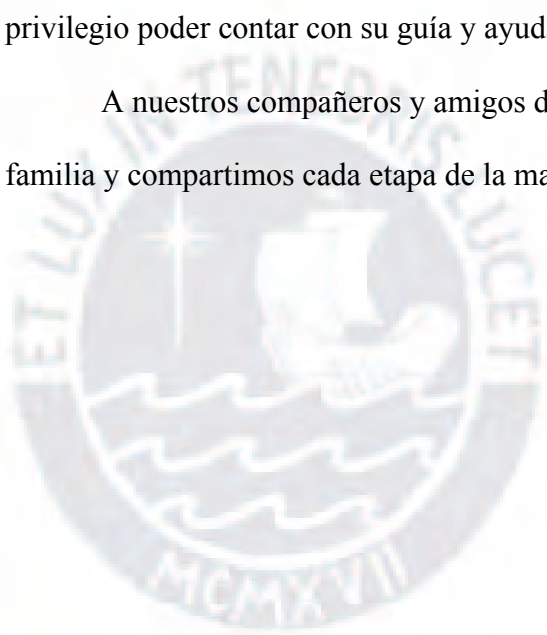 privilegio poder contar con su guía y ayud
A nuestros compañeros y amigos d
familia y compartimos cada etapa de la ma
ET LUX IN TENEBRIS LUCET
MCMXVII